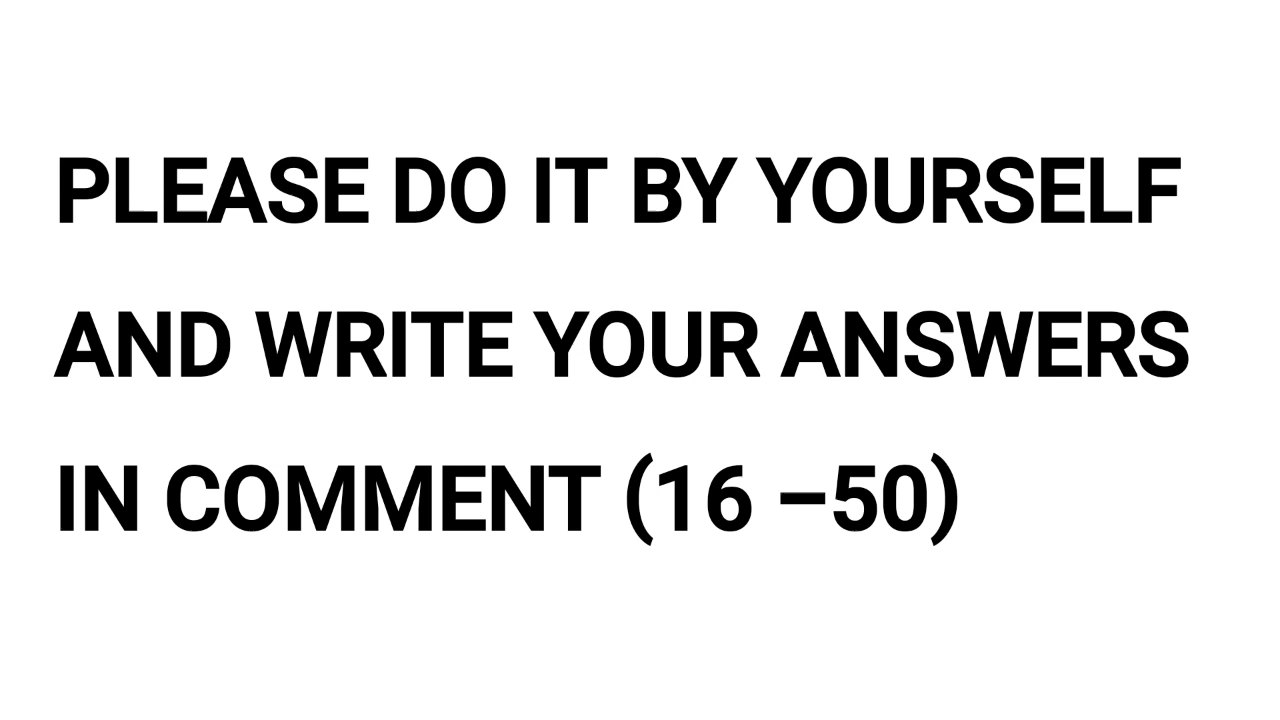 PLEASE DO IT BY YOURSELF
AND WRITE YOUR ANSWERS
IN COMMENT (16 –50)